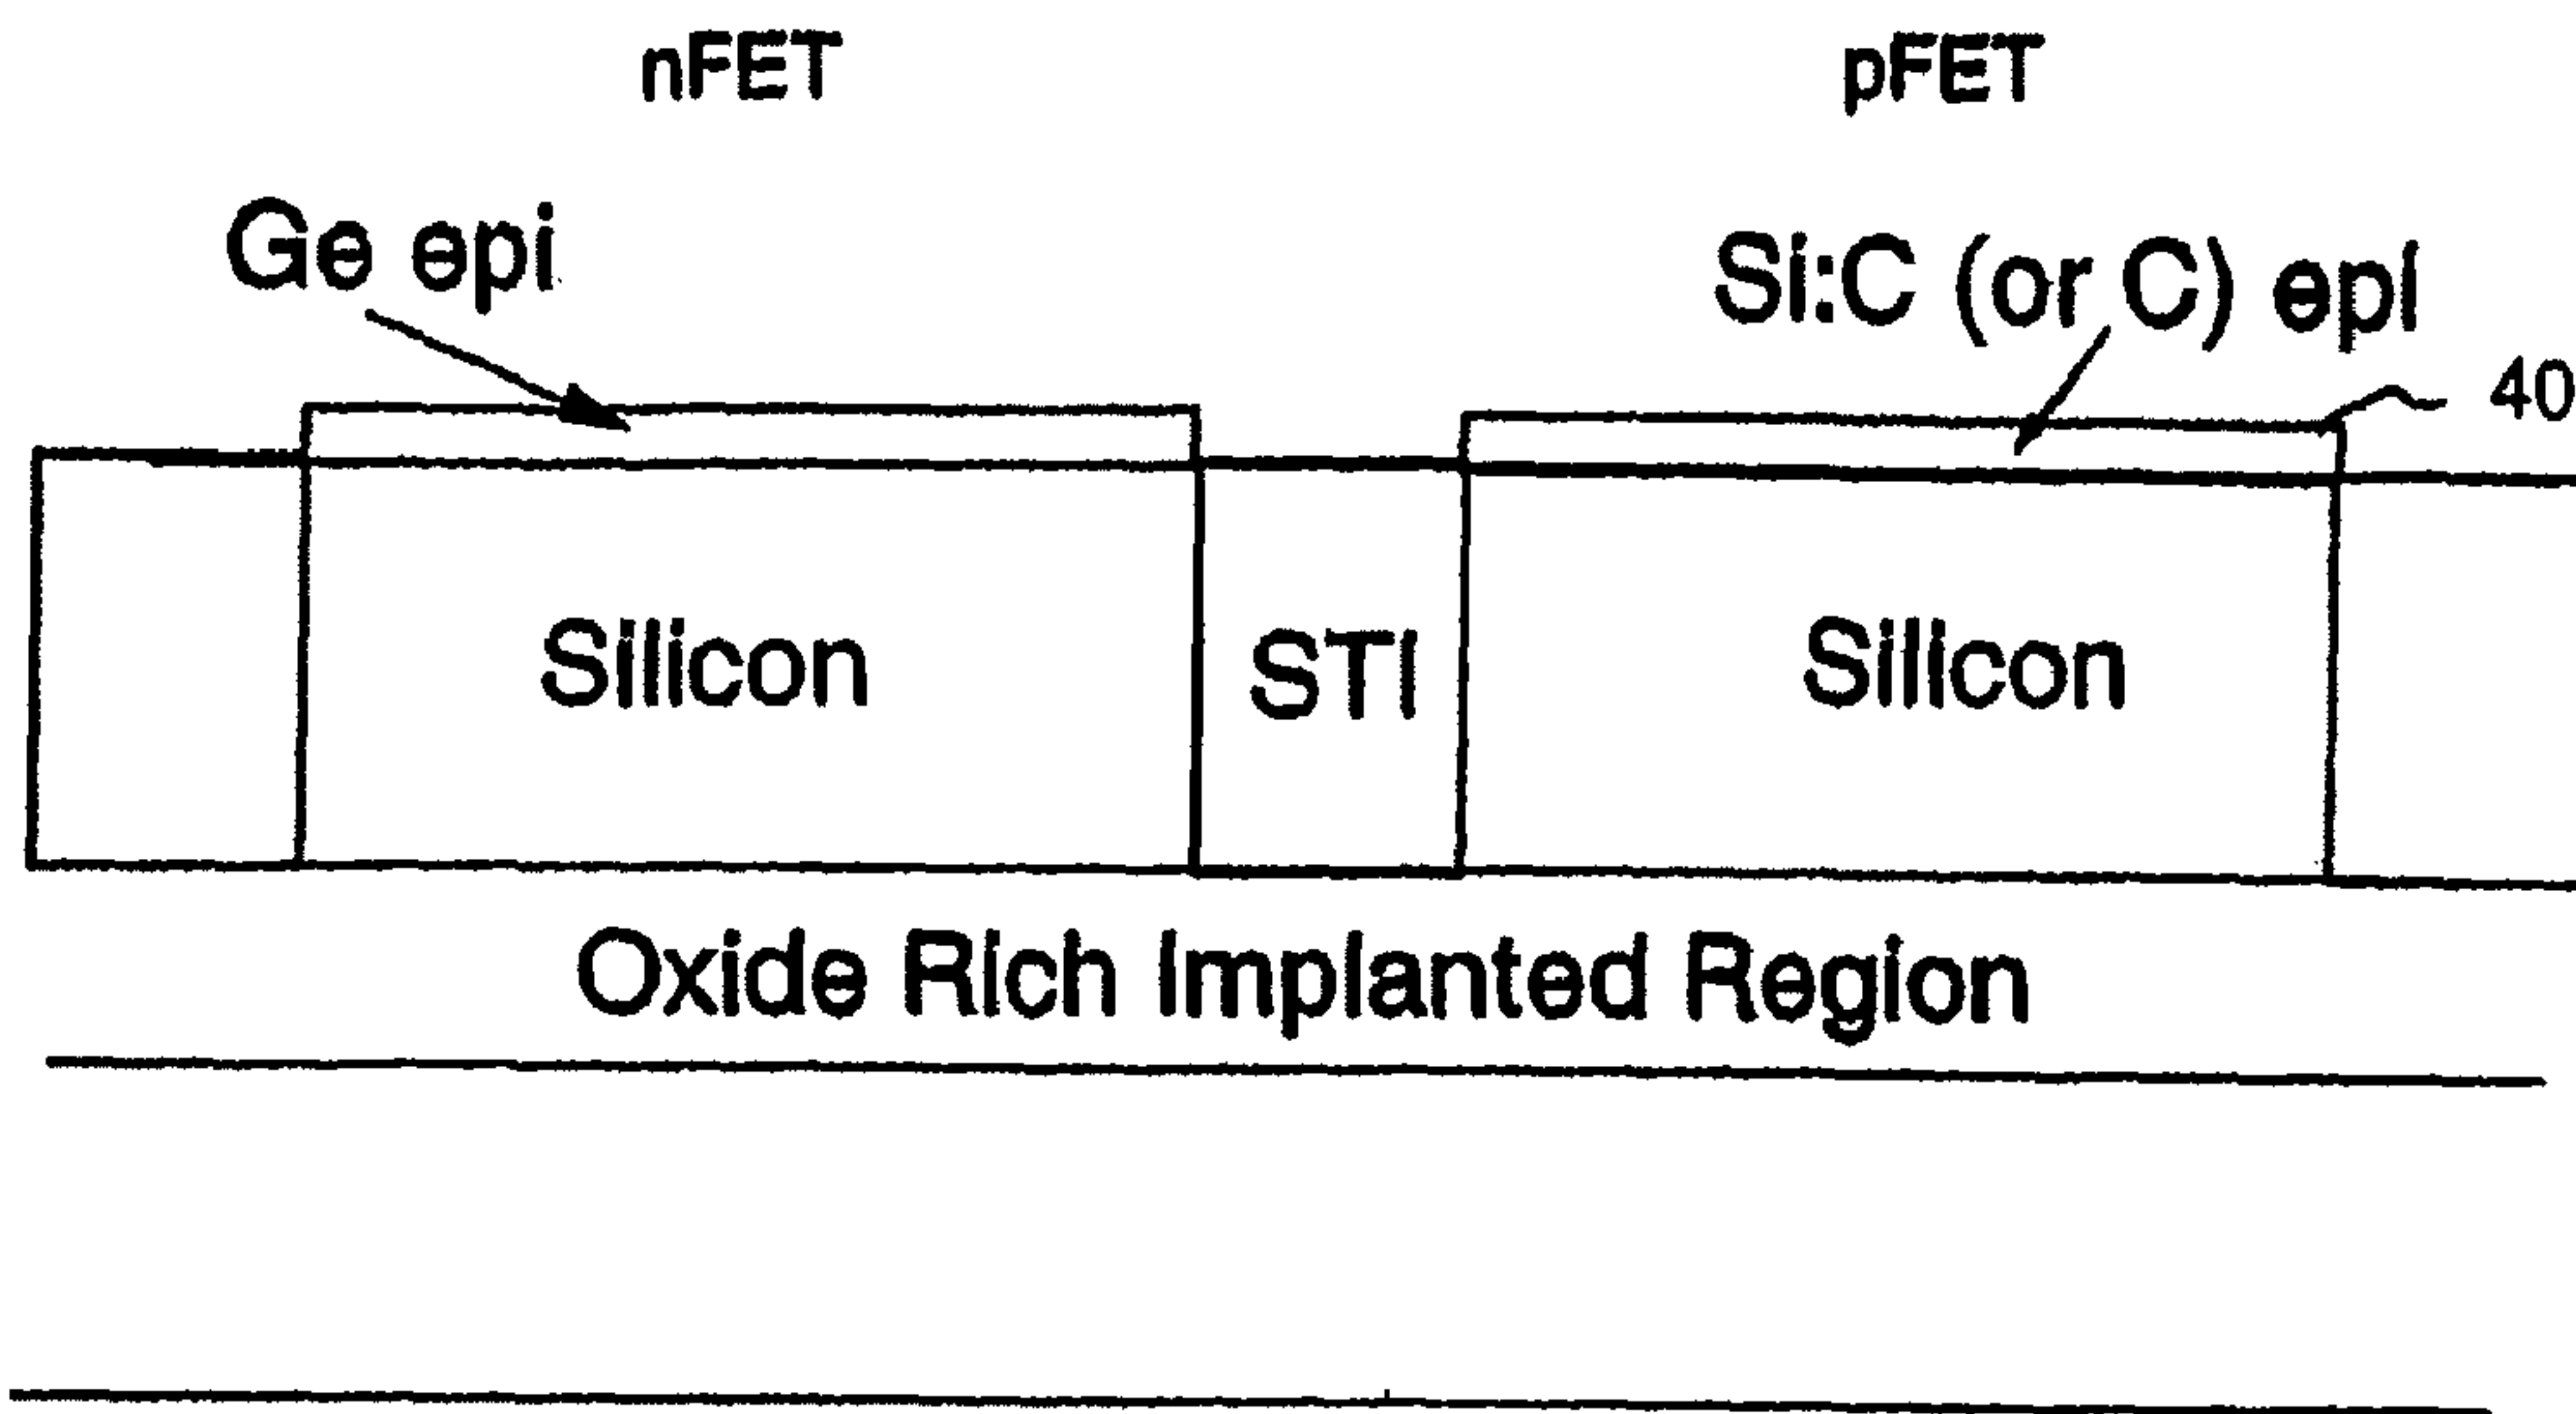 nFET
pFET
Ge epi
Si:C (or C) epi
40
Silicon
STI
Silicon
Oxide Rich Implanted Region